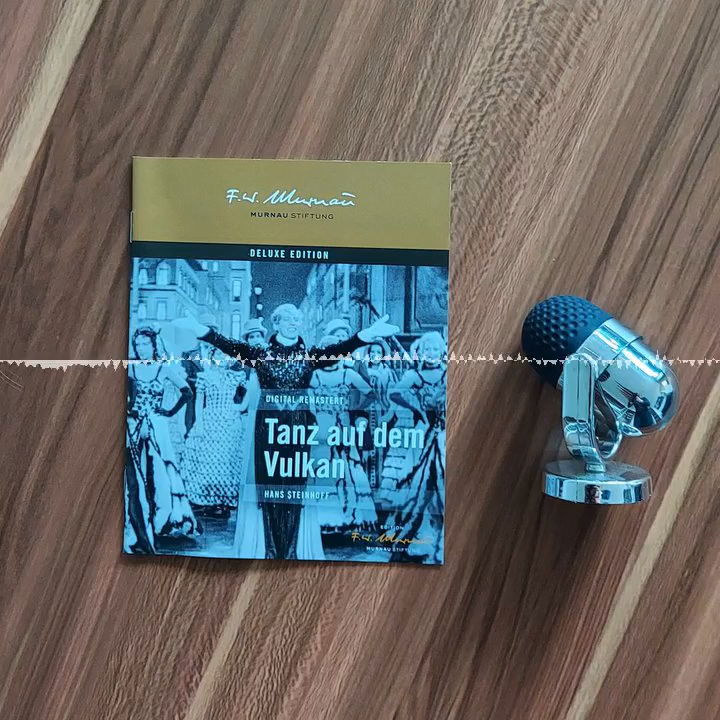 F.W. Murnau
MURNAU STIFTUNG
DELUXE EDITION
DIGITAL REMASTERT
Tanz auf dem
Vulkan
HANS STEINHOFF
EDITION
F.W. Murnau
MURNAU STIFTUNG